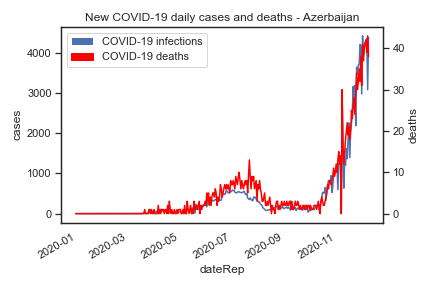 New COVID-19 daily cases and deaths - Azerbaijan
COVID-19 infections
COVID-19 deaths
4000
3000
2000
1000
0
cases
40
30
20
10
0
deaths
2020-01
2020-03
2020-05
2020-07
2020-09
2020-11
dateRep